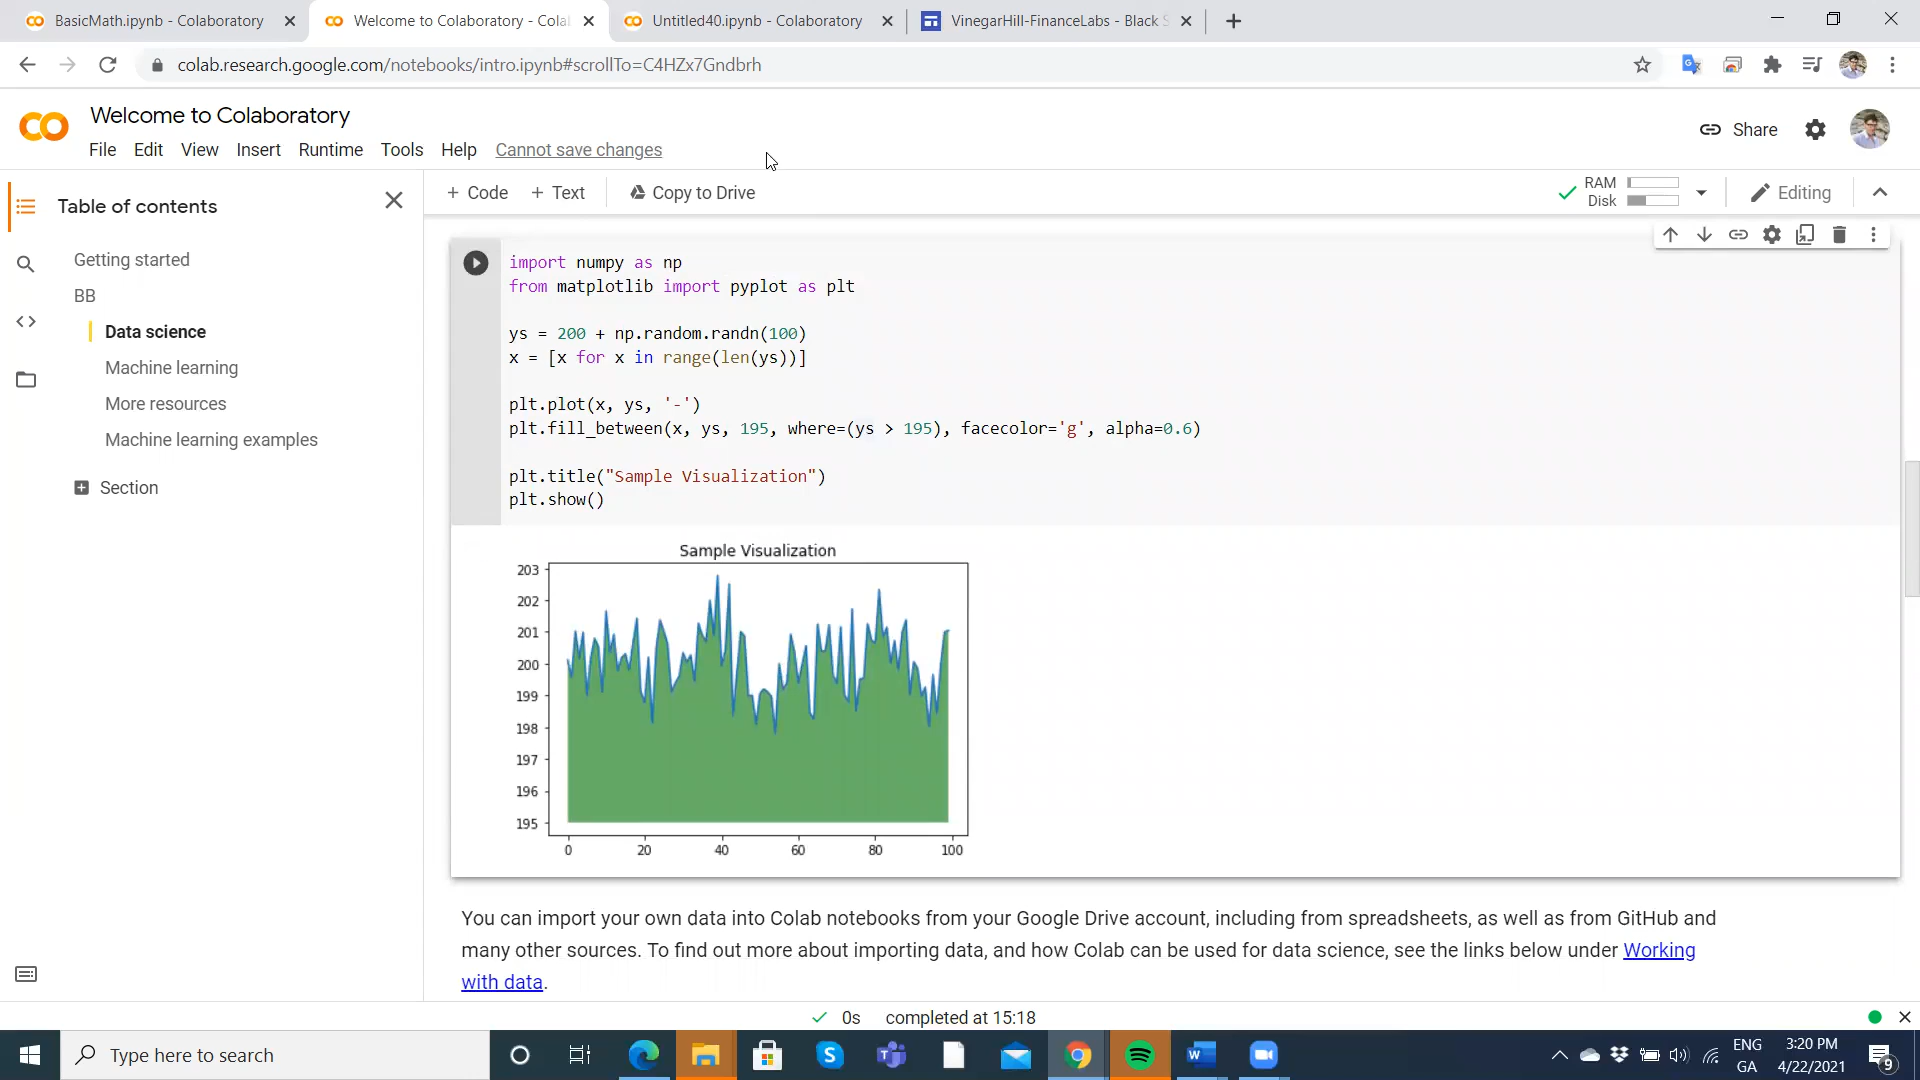 BasicMath.ipynb - Colaboratory
Welcome to Colaboratory - Cola
Untitled40.ipynb - Colaboratory
VinegarHill-FinanceLabs - Black S
colab.research.google.com/notebooks/intro.ipynb#scrollTo=C4HZx7Gndbrh
Welcome to Colaboratory
Share
File Edit View Insert Runtime Tools Help Cannot save changes
+ Code + Text Copy to Drive
RAM
Disk
Editing
Table of contents
Getting started
BB
Data science
Machine learning
More resources
Machine learning examples
Section
import numpy as np
from matplotlib import pyplot as plt
ys = 200 + np.random.randn(100)
x = [x for x in range(len(ys))]
plt.plot(x, ys, '-')
plt.fill_between(x, ys, 195, where=(ys > 195), facecolor='g', alpha=0.6)
plt.title("Sample Visualization")
plt.show()
Sample Visualization
203
202
201
200
199
198
197
196
195
0 20 40 60 80 100
You can import your own data into Colab notebooks from your Google Drive account, including from spreadsheets, as well as from GitHub and
many other sources. To find out more about importing data, and how Colab can be used for data science, see the links below under Working
with data.
0s completed at 15:18
Type here to search
ENG
GA
3:20 PM
4/22/2021
9